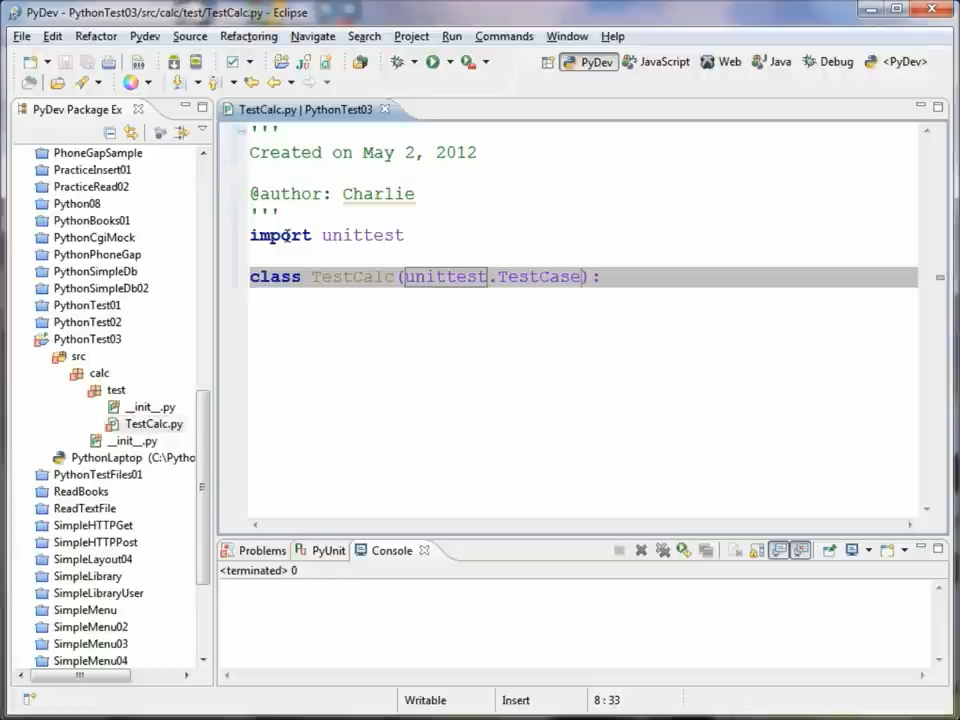 PyDev - PythonTest03/src/calc/test/TestCalc.py - Eclipse
File Edit Refactor Pydev Source Refactoring Navigate Search Project Run Commands Window Help
PyDev JavaScript Web Java Debug <PyDev>
PyDev Package Ex
TestCalc.py | PythonTest03
PhoneGapSample
PracticeInsert01
PracticeRead02
Python08
PythonBooks01
PythonCgiMock
PythonPhoneGap
PythonSimpleDb
PythonSimpleDb02
PythonTest01
PythonTest02
PythonTest03
src
calc
test
__init__.py
TestCalc.py
__init__.py
PythonLaptop (C:\Pytho
PythonTestFiles01
ReadBooks
ReadTextFile
SimpleHTTPGet
SimpleHTTPPost
SimpleLayout04
SimpleLibrary
SimpleLibraryUser
SimpleMenu
SimpleMenu02
SimpleMenu03
SimpleMenu04
'''
Created on May 2, 2012
@author: Charlie
'''
import unittest
class TestCalc(unittest.TestCase):
Problems PyUnit Console
<terminated> 0
Writable Insert 8 : 33